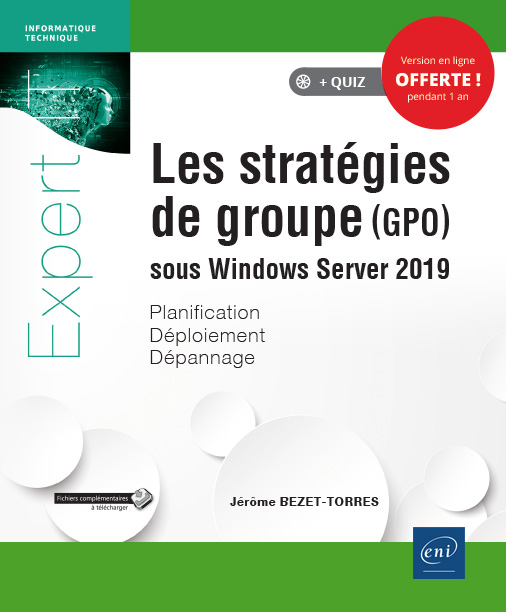 INFORMATIQUE
TECHNIQUE
Version en ligne
OFFERTE !
pendant 1 an
+ QUIZ
Expert IT
Les stratégies
de groupe (GPO)
sous Windows Server 2019
Planification
Déploiement
Dépannage
Fichiers complémentaires
à télécharger
Jérôme BEZET-TORRES
eni